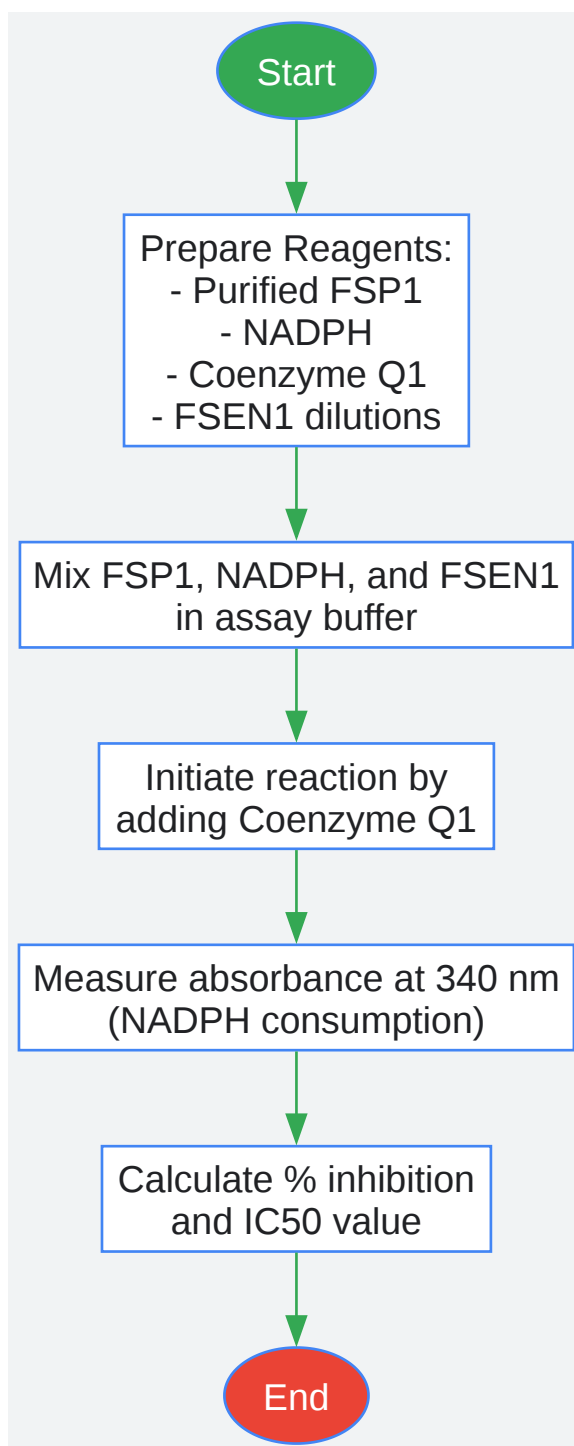 Start
Prepare Reagents:
- Purified FSP1
- NADPH
- Coenzyme Q1
- FSEN1 dilutions
Mix FSP1, NADPH, and FSEN1
in assay buffer
Initiate reaction by
adding Coenzyme Q1
Measure absorbance at 340 nm
(NADPH consumption)
Calculate % inhibition
and IC50 value
End